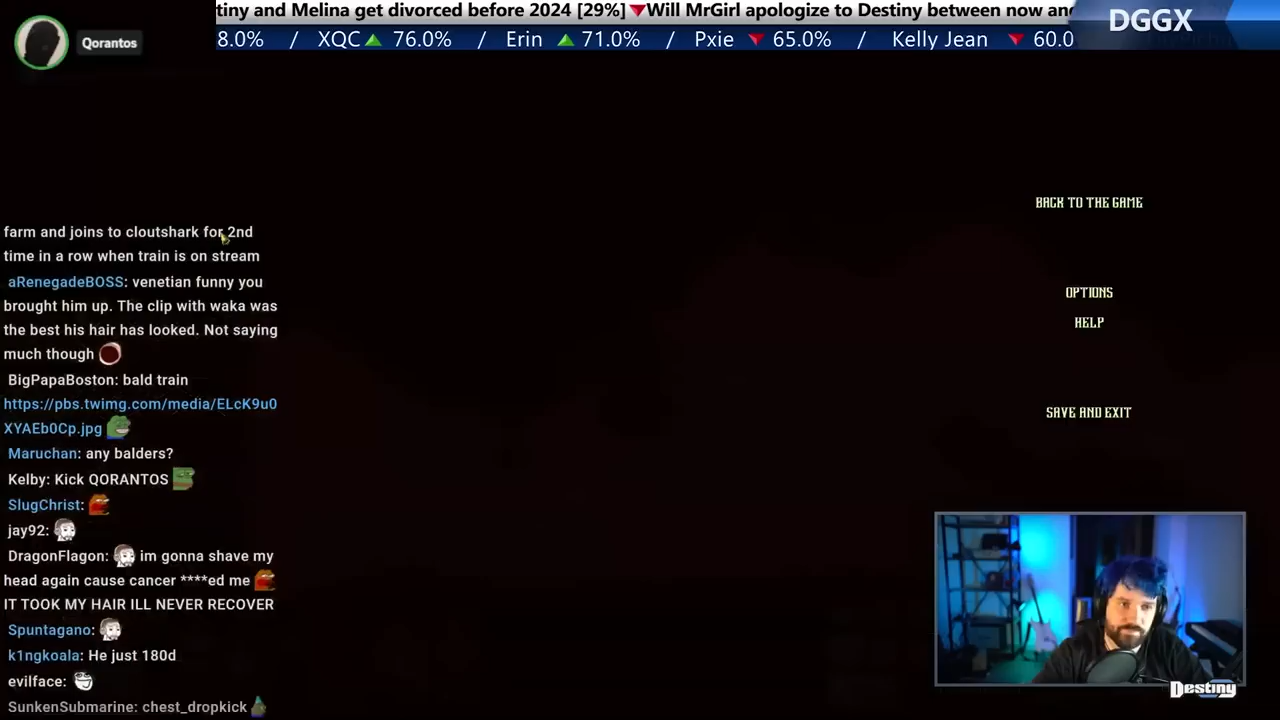 tiny and Melina get divorced before 2024 [29%] Will MrGirl apologize to Destiny between now and
DGGX
8.0% / XQC 76.0% / Erin 71.0% / Pxie 65.0% / Kelly Jean 60.0
Qorantos
BACK TO THE GAME
OPTIONS
HELP
SAVE AND EXIT
farm and joins to cloutshark for 2nd
time in a row when train is on stream
aRenegadeBOSS: venetian funny you
brought him up. The clip with waka was
the best his hair has looked. Not saying
much though
BigPapaBoston: bald train
https://pbs.twimg.com/media/ELcK9u0
XYAEb0Cp.jpg
Maruchan: any balders?
Kelby: Kick QORANTOS
SlugChrist:
jay92:
DragonFlagon: im gonna shave my
head again cause cancer ****ed me
IT TOOK MY HAIR ILL NEVER RECOVER
Spuntagano:
k1ngkoala: He just 180d
evilface:
SunkenSubmarine: chest_dropkick
Destiny